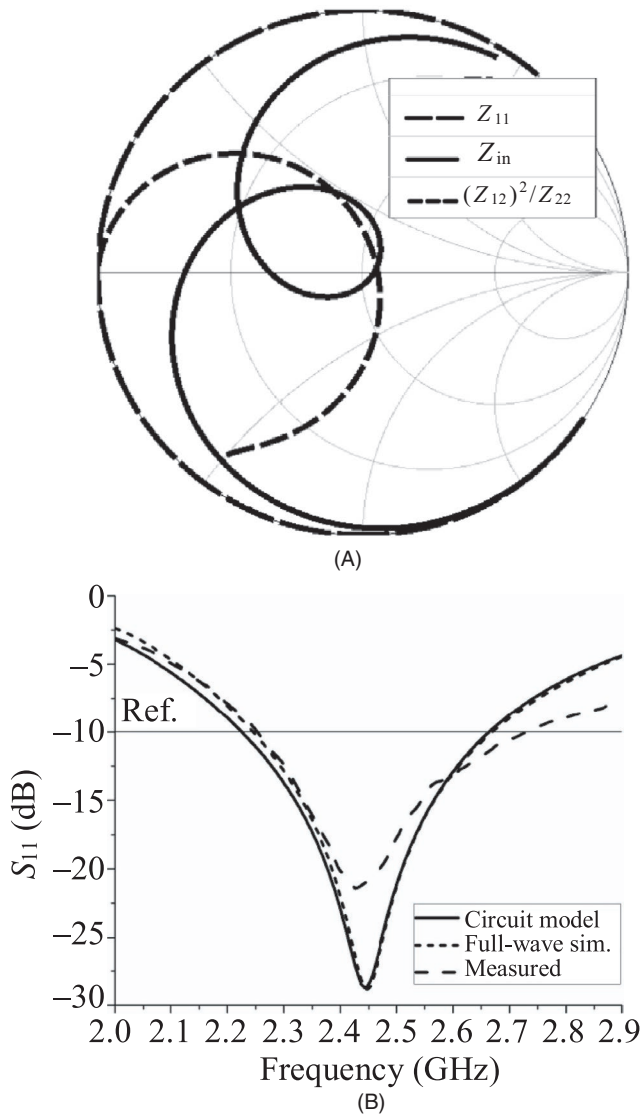 Z₁₁
Zᵢₙ
(Z₁₂)²/Z₂₂
(A)
0
−5
−10
−15
−20
−25
−30
Ref.
S₁₁ (dB)
Circuit model
Full-wave sim.
Measured
2.0 2.1 2.2 2.3 2.4 2.5 2.6 2.7 2.8 2.9
Frequency (GHz)
(B)